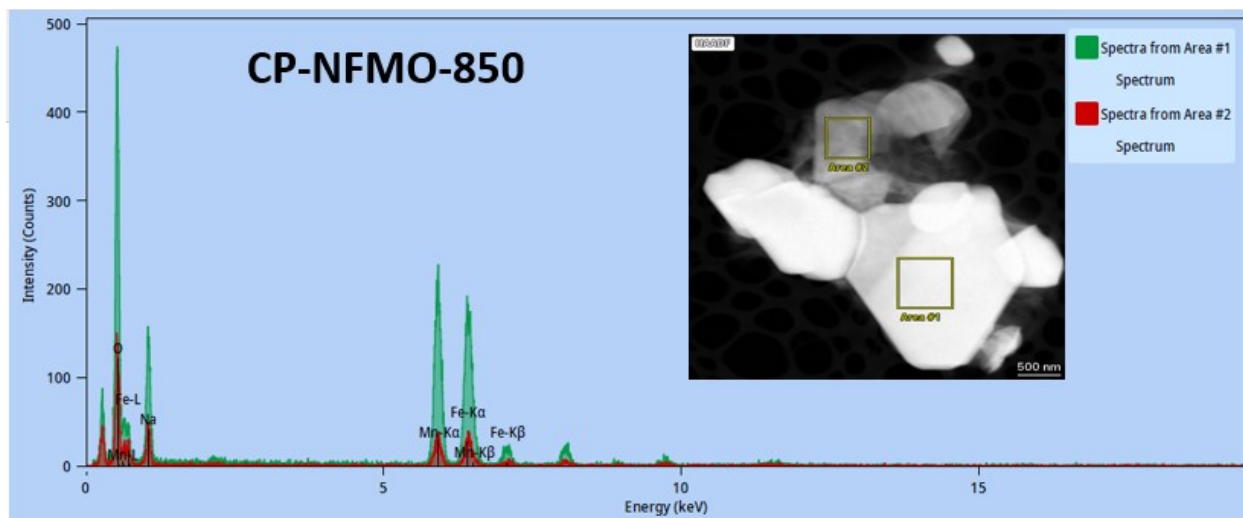 500
400
300
200
100
0
Intensity (Counts)
CP-NFMO-850
HAADF
Area #2
Area #1
500 nm
Spectra from Area #1
Spectrum
Spectra from Area #2
Spectrum
O
Fe-L
Na
Mn-L
Fe-Kα
Mn-Kα
Fe-Kβ
Mn-Kβ
0
5
10
15
Energy (keV)